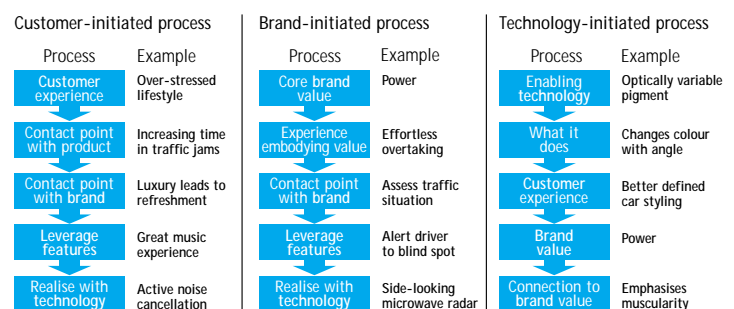 Customer-initiated process
Process Example
Customer experience Over-stressed lifestyle
Contact point with product Increasing time in traffic jams
Contact point with brand Luxury leads to refreshment
Leverage features Great music experience
Realise with technology Active noise cancellation
Brand-initiated process
Process Example
Core brand value Power
Experience embodying value Effortless overtaking
Contact point with brand Assess traffic situation
Leverage features Alert driver to blind spot
Realise with technology Side-looking microwave radar
Technology-initiated process
Process Example
Enabling technology Optically variable pigment
What it does Changes colour with angle
Customer experience Better defined car styling
Brand value Power
Connection to brand value Emphasises muscularity